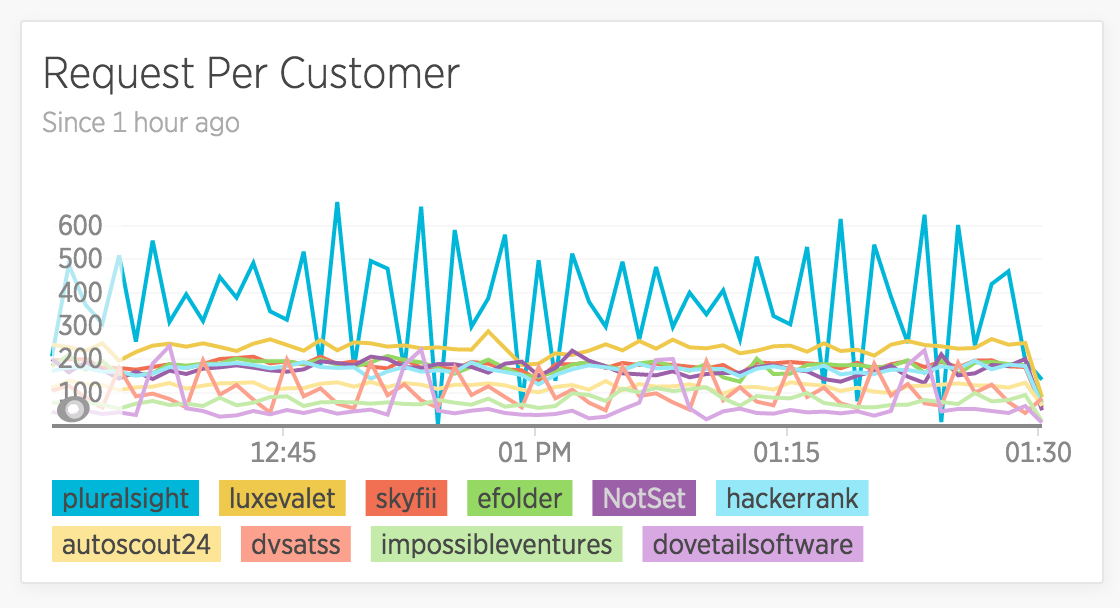 Request Per Customer
Since 1 hour ago
600
500
400
300
200
100
0
12:45 01 PM 01:15 01:30
pluralsight luxevalet skyfii efolder NotSet hackerrank
autoscout24 dvsatss impossibleventures dovetailsoftware